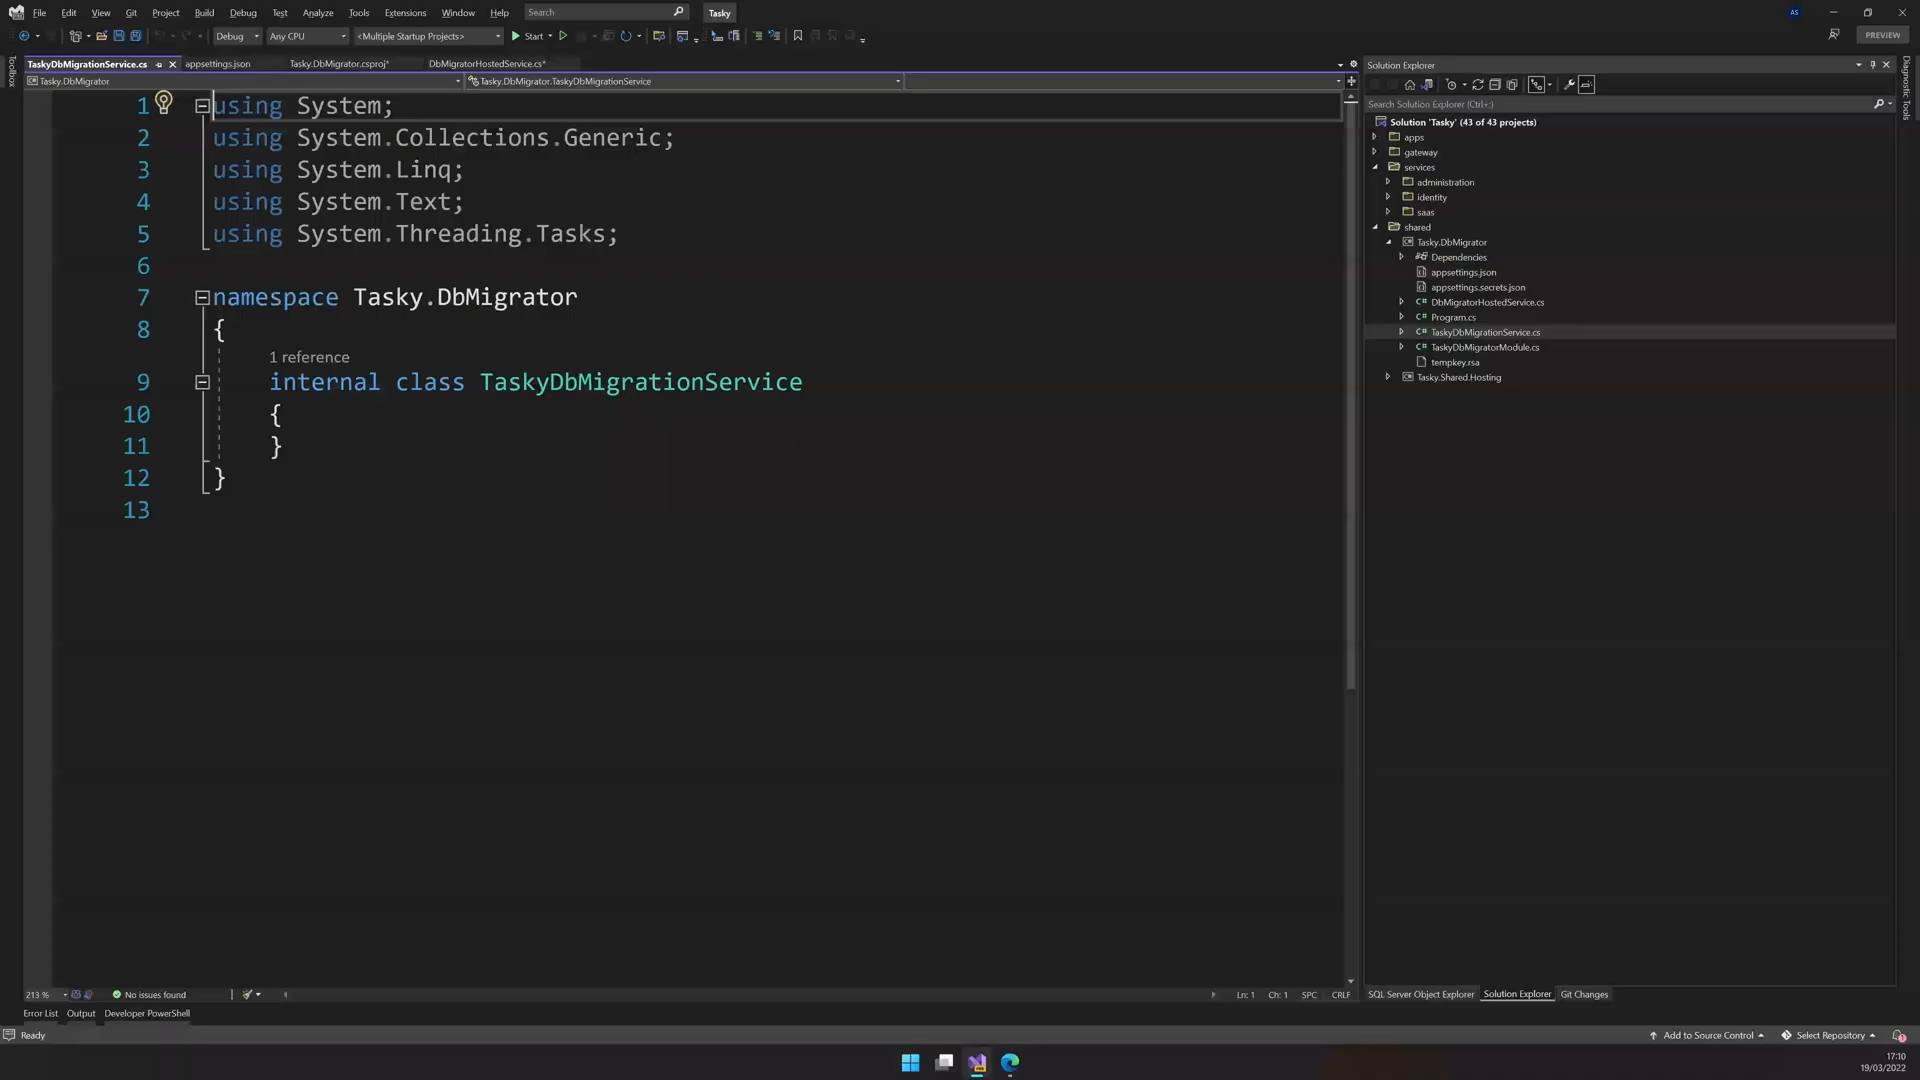 File Edit View Git Project Build Debug Test Analyze Tools Extensions Window Help Search Tasky AS
Debug Any CPU <Multiple Startup Projects> Start PREVIEW
Toolbox
TaskyDbMigrationService.cs appsettings.json Tasky.DbMigrator.csproj* DbMigratorHostedService.cs*
Tasky.DbMigrator Tasky.DbMigrator.TaskyDbMigrationService
1 using System;
2 using System.Collections.Generic;
3 using System.Linq;
4 using System.Text;
5 using System.Threading.Tasks;
6
7 namespace Tasky.DbMigrator
8 {
1 reference
9 internal class TaskyDbMigrationService
10 {
11 }
12 }
13
213 % No issues found Ln: 1 Ch: 1 SPC CRLF
Solution Explorer
Search Solution Explorer (Ctrl+;)
Solution 'Tasky' (43 of 43 projects)
apps
gateway
services
administration
identity
saas
shared
Tasky.DbMigrator
Dependencies
appsettings.json
appsettings.secrets.json
DbMigratorHostedService.cs
Program.cs
TaskyDbMigrationService.cs
TaskyDbMigratorModule.cs
tempkey.rsa
Tasky.Shared.Hosting
SQL Server Object Explorer Solution Explorer Git Changes
Diagnostic Tools
Error List Output Developer PowerShell
Ready Add to Source Control Select Repository
17:10
19/03/2022